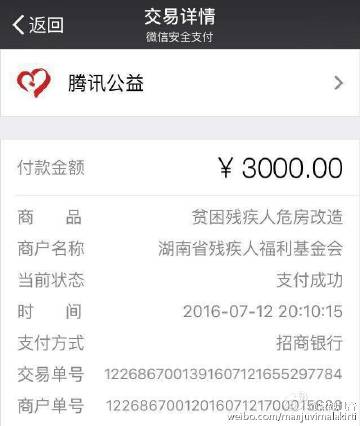 返回
交易详情
微信安全支付
腾讯公益
付款金额 ¥ 3000.00
商 品 贫困残疾人危房改造
商户名称 湖南省残疾人福利基金会
当前状态 支付成功
时 间 2016-07-12 20:10:15
支付方式 招商银行
交易单号 1226867001391607121655297784
商户单号
weibo.com/manjuvimalakirti